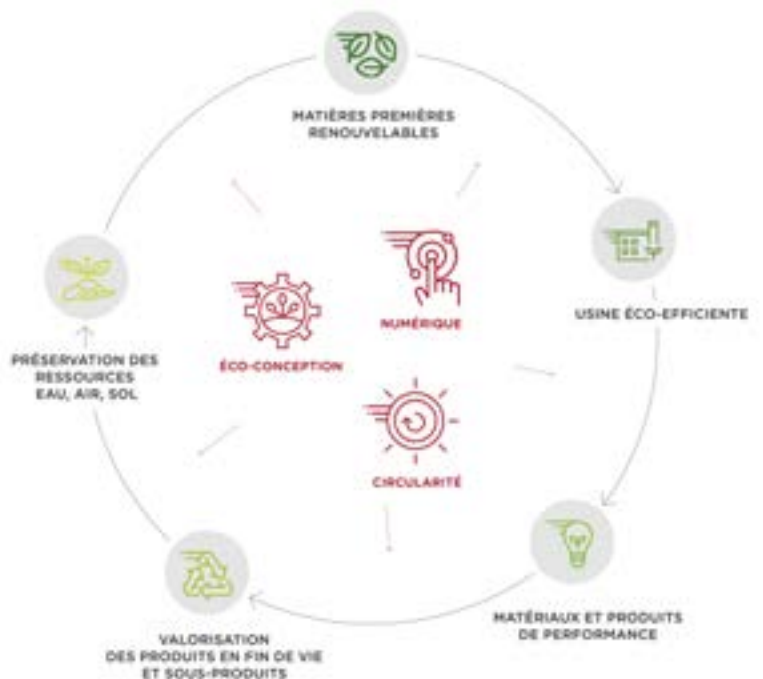 MATIÈRES PREMIÈRES
RENOUVELABLES
USINE ÉCO-EFFICIENTE
NUMÉRIQUE
ÉCO-CONCEPTION
PRÉSERVATION DES
RESSOURCES
EAU, AIR, SOL
CIRCULARITÉ
MATÉRIAUX ET PRODUITS
DE PERFORMANCE
VALORISATION
DES PRODUITS EN FIN DE VIE
ET SOUS-PRODUITS